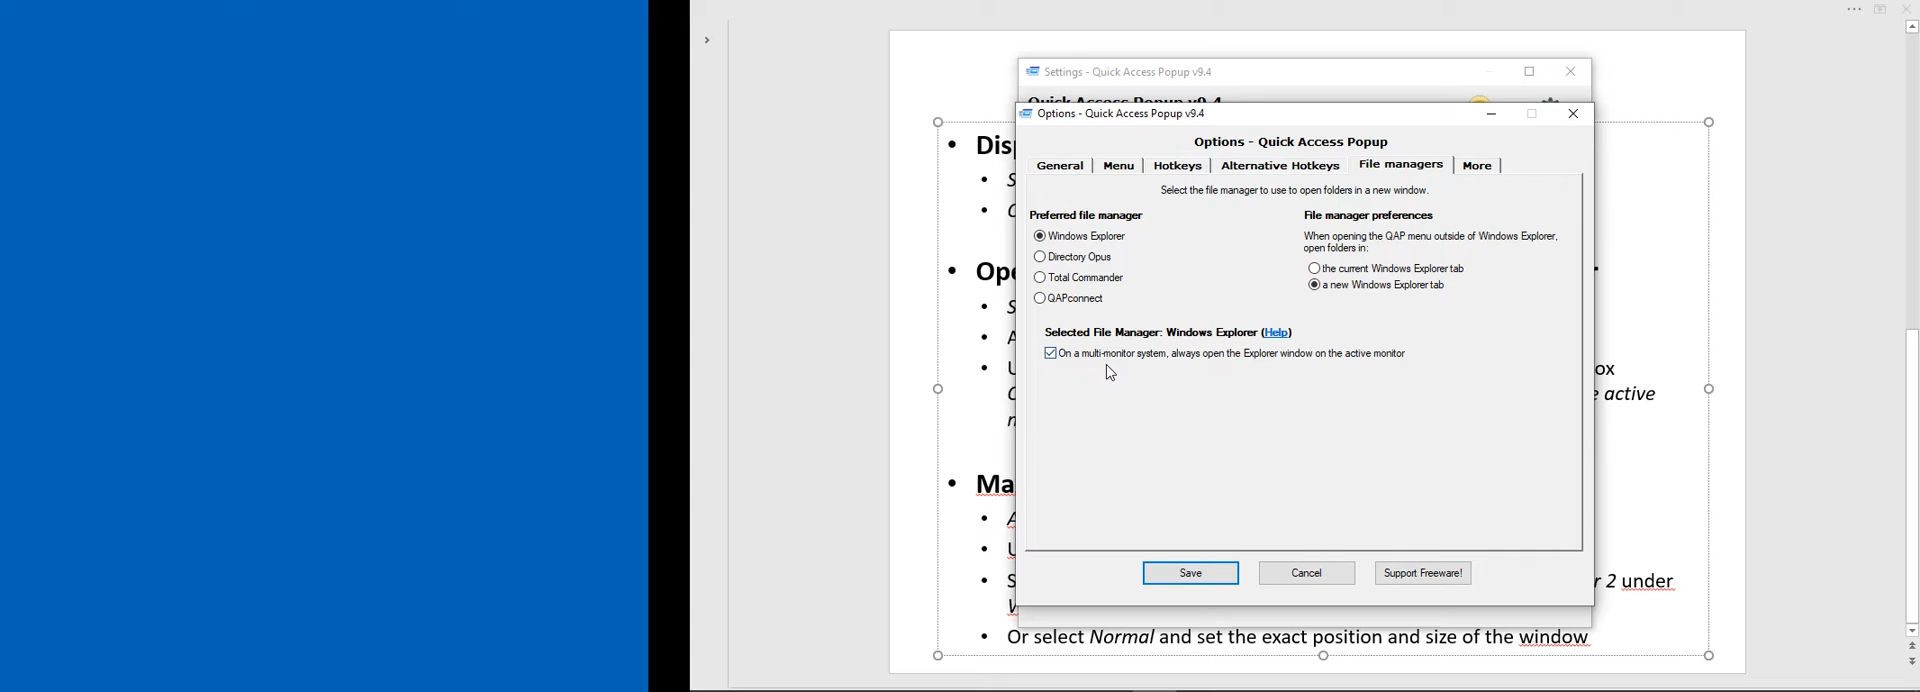 Settings - Quick Access Popup v9.4
Quick Access Popup v9.4
Options - Quick Access Popup v9.4
Options - Quick Access Popup
General
Menu
Hotkeys
Alternative Hotkeys
File managers
More
Select the file manager to use to open folders in a new window.
Preferred file manager
Windows Explorer
Directory Opus
Total Commander
QAPconnect
File manager preferences
When opening the QAP menu outside of Windows Explorer,
open folders in:
the current Windows Explorer tab
a new Windows Explorer tab
Selected File Manager: Windows Explorer (Help)
On a multi-monitor system, always open the Explorer window on the active monitor
Save
Cancel
Support Freeware!
active
2 under
• Or select Normal and set the exact position and size of the window